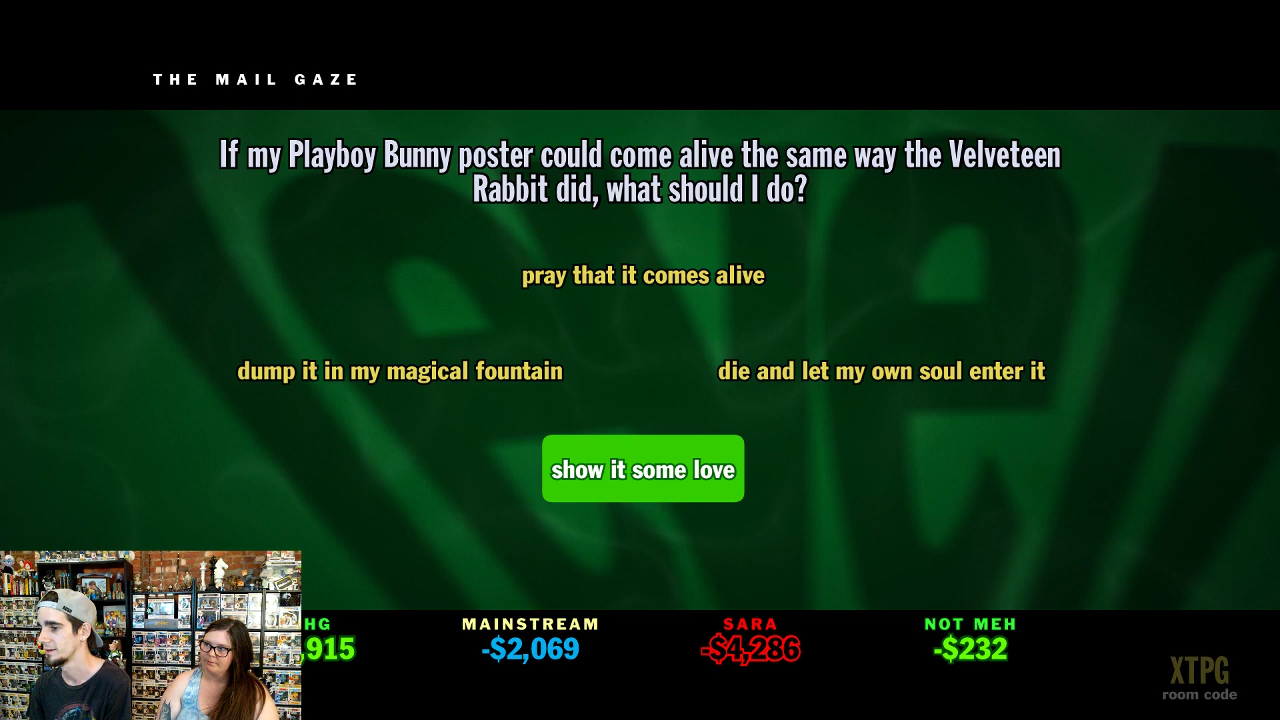 THE MAIL GAZE
If my Playboy Bunny poster could come alive the same way the Velveteen
Rabbit did, what should I do?
pray that it comes alive
dump it in my magical fountain
die and let my own soul enter it
show it some love
HG
MAINSTREAM
SARA
NOT MEH
,915
-$2,069
-$4,286
-$232
XTPG
room code